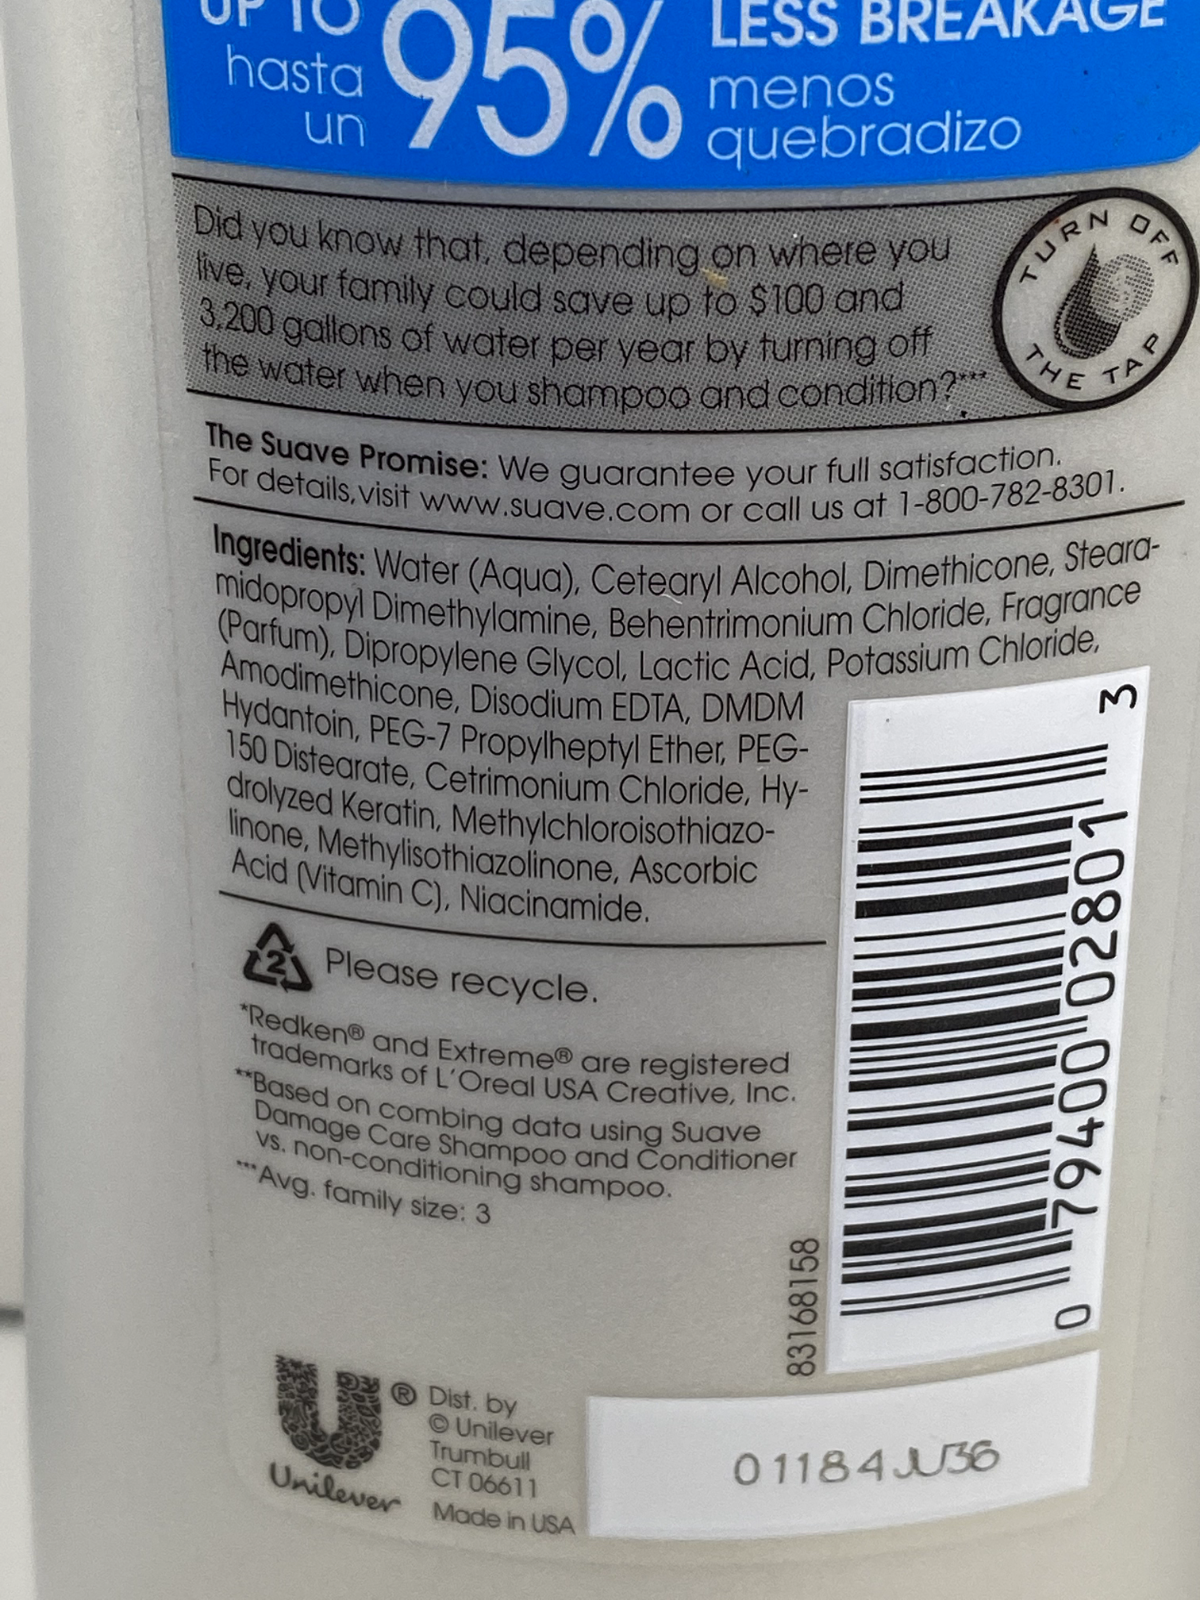 UP TO
hasta
un
95%
LESS BREAKAGE
menos
quebradizo
Did you know that, depending on where you
live, your family could save up to $100 and
3,200 gallons of water per year by turning off
the water when you shampoo and condition?***
TURN OFF
THE TAP
The Suave Promise: We guarantee your full satisfaction.
For details, visit www.suave.com or call us at 1-800-782-8301.
Ingredients: Water (Aqua), Cetearyl Alcohol, Dimethicone, Steara-
midopropyl Dimethylamine, Behentrimonium Chloride, Fragrance
(Parfum), Dipropylene Glycol, Lactic Acid, Potassium Chloride,
Amodimethicone, Disodium EDTA, DMDM
Hydantoin, PEG-7 Propylheptyl Ether, PEG-
150 Distearate, Cetrimonium Chloride, Hy-
drolyzed Keratin, Methylchloroisothiazo-
linone, Methylisothiazolinone, Ascorbic
Acid (Vitamin C), Niacinamide.
2 Please recycle.
*Redken® and Extreme® are registered
trademarks of L'Oreal USA Creative, Inc.
**Based on combing data using Suave
Damage Care Shampoo and Conditioner
vs. non-conditioning shampoo.
***Avg. family size: 3
0 79400 02801 3
83168158
Unilever
®
Dist. by
© Unilever
Trumbull
CT 06611
Made in USA
01184JU36